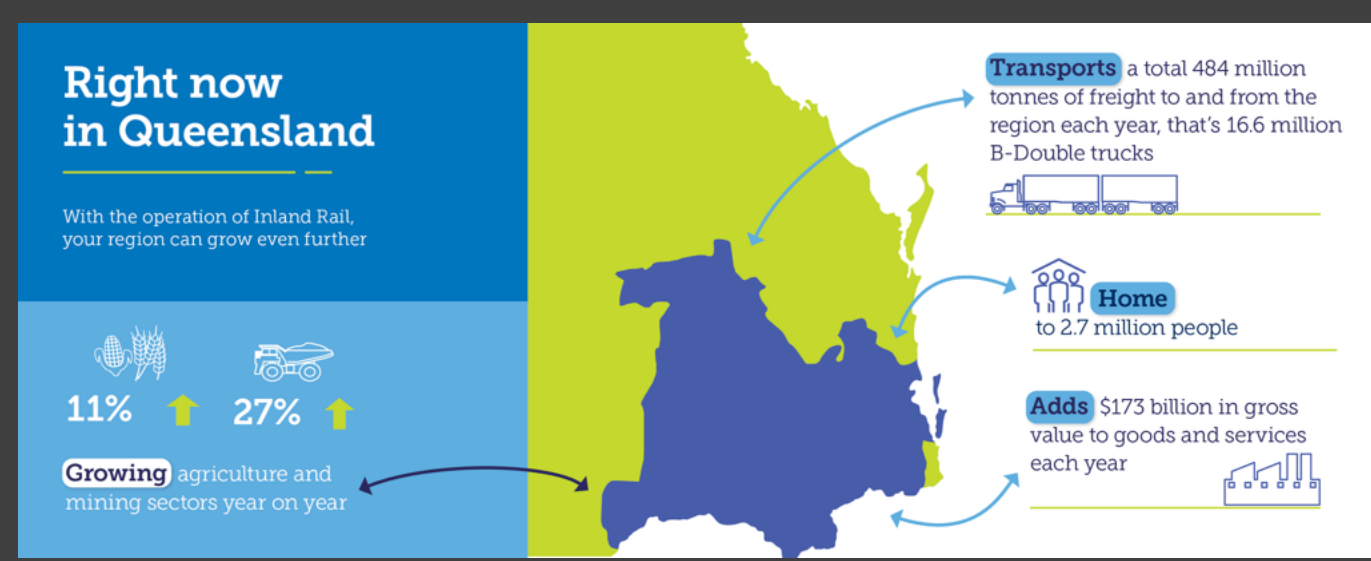 Right now
in Queensland
With the operation of Inland Rail,
your region can grow even further
11%
27%
Growing agriculture and
mining sectors year on year
Transports a total 484 million
tonnes of freight to and from the
region each year, that's 16.6 million
B-Double trucks
Home
to 2.7 million people
Adds $173 billion in gross
value to goods and services
each year